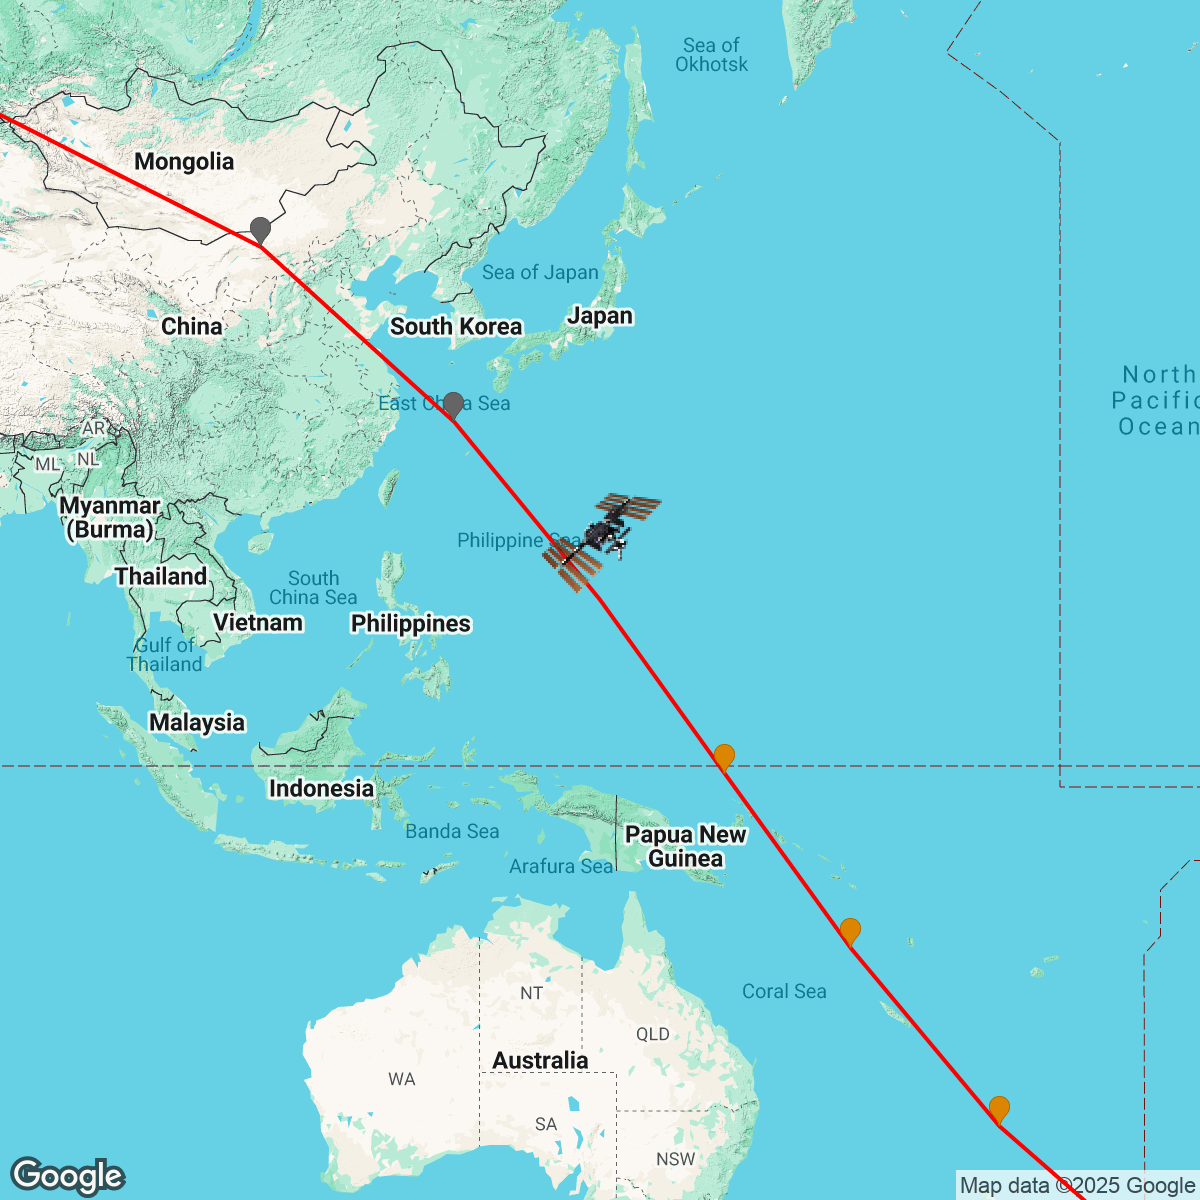 Sea of
Okhotsk
Mongolia
Sea of Japan
Japan
China
South Korea
North
Pacific
Ocean
East China Sea
AR
ML
NL
Myanmar
(Burma)
Philippine Sea
Thailand
South
China Sea
Vietnam
Philippines
Gulf of
Thailand
Malaysia
Indonesia
Banda Sea
Papua New
Guinea
Arafura Sea
NT
Coral Sea
QLD
Australia
WA
SA
NSW
Google
Map data ©2025 Google